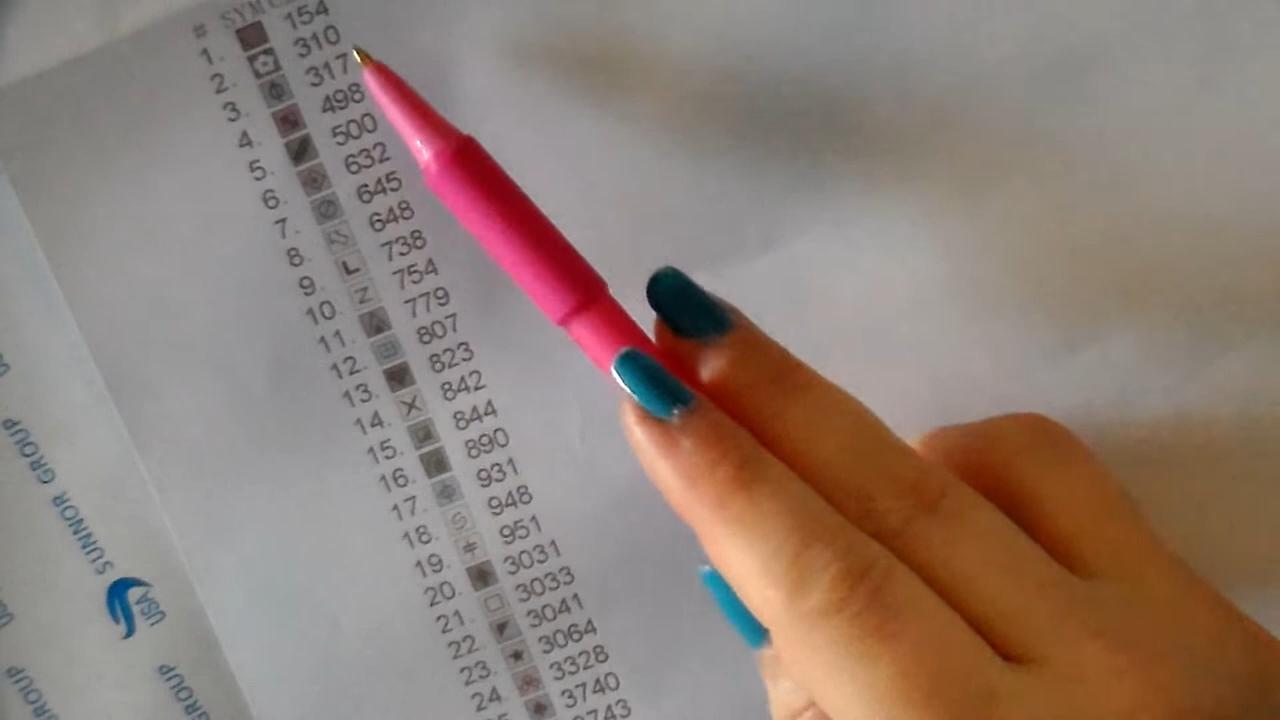 # SYM
1. 154
2. 310
3. 317
4. 498
5. 500
6. 632
7. 645
8. 648
9. L 738
10. Z 754
11. 779
12. 807
13. 823
14. X 842
15. 844
16. 890
17. 931
18. S 948
19. # 951
20. 3031
21. 3033
22. 3041
23. 3064
24. 3328
3740
3743
SUNNOR GROUP
USA
GROUP